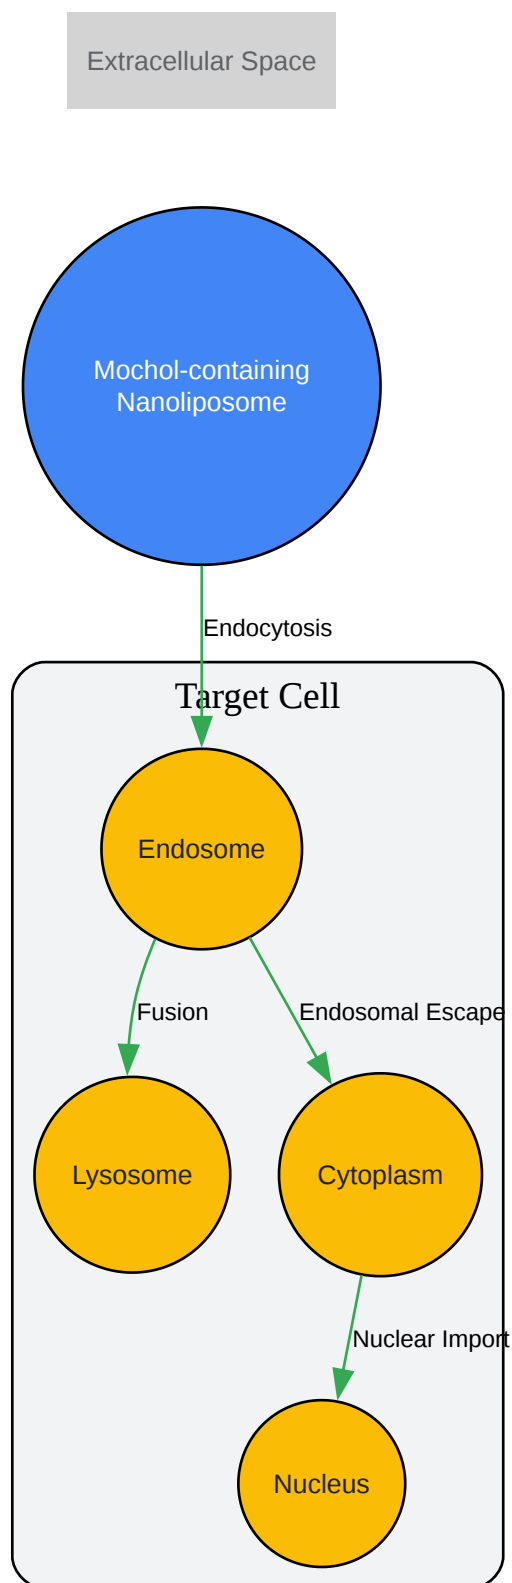 Extracellular Space
Mochol-containing
Nanoliposome
Endocytosis
Target Cell
Endosome
Fusion
Endosomal Escape
Lysosome
Cytoplasm
Nuclear Import
Nucleus